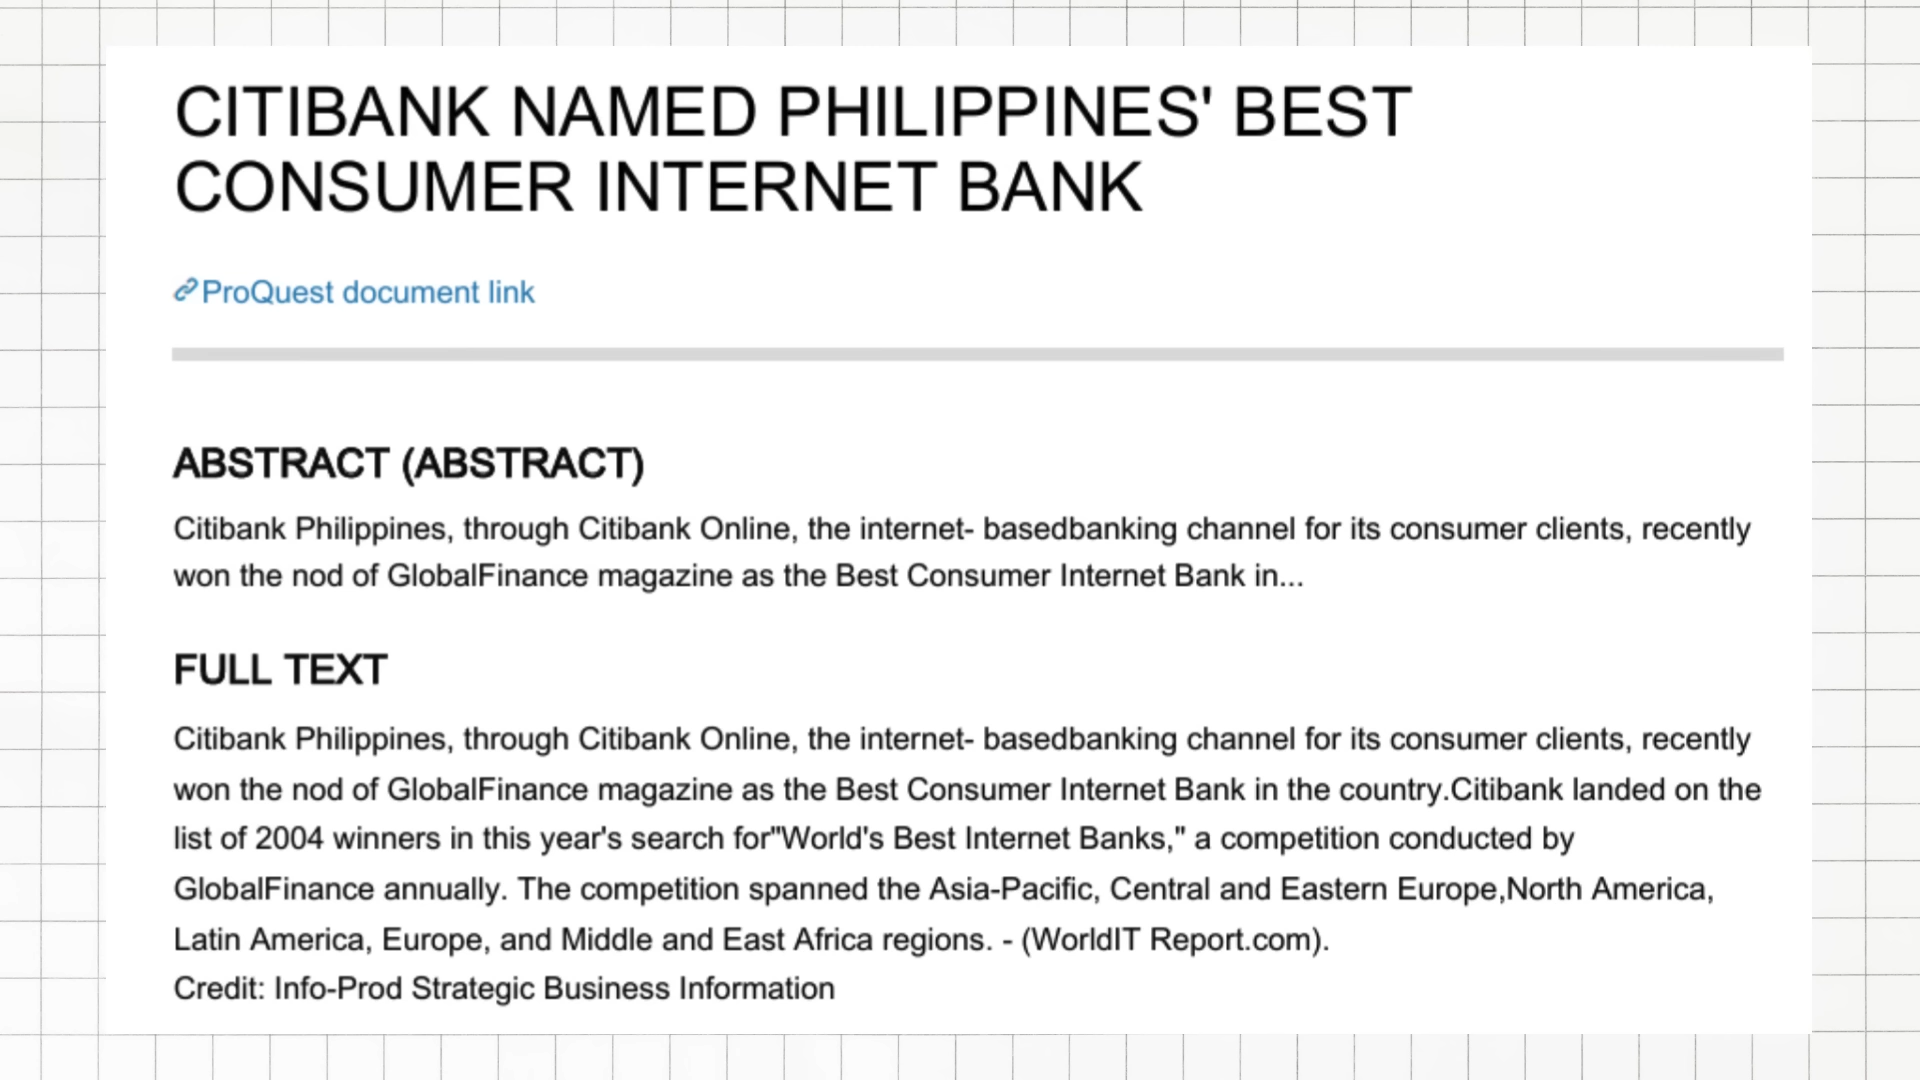 CITIBANK NAMED PHILIPPINES' BEST
CONSUMER INTERNET BANK
ProQuest document link
ABSTRACT (ABSTRACT)
Citibank Philippines, through Citibank Online, the internet- basedbanking channel for its consumer clients, recently
won the nod of GlobalFinance magazine as the Best Consumer Internet Bank in...
FULL TEXT
Citibank Philippines, through Citibank Online, the internet- basedbanking channel for its consumer clients, recently
won the nod of GlobalFinance magazine as the Best Consumer Internet Bank in the country.Citibank landed on the
list of 2004 winners in this year's search for"World's Best Internet Banks," a competition conducted by
GlobalFinance annually. The competition spanned the Asia-Pacific, Central and Eastern Europe,North America,
Latin America, Europe, and Middle and East Africa regions. - (WorldIT Report.com).
Credit: Info-Prod Strategic Business Information